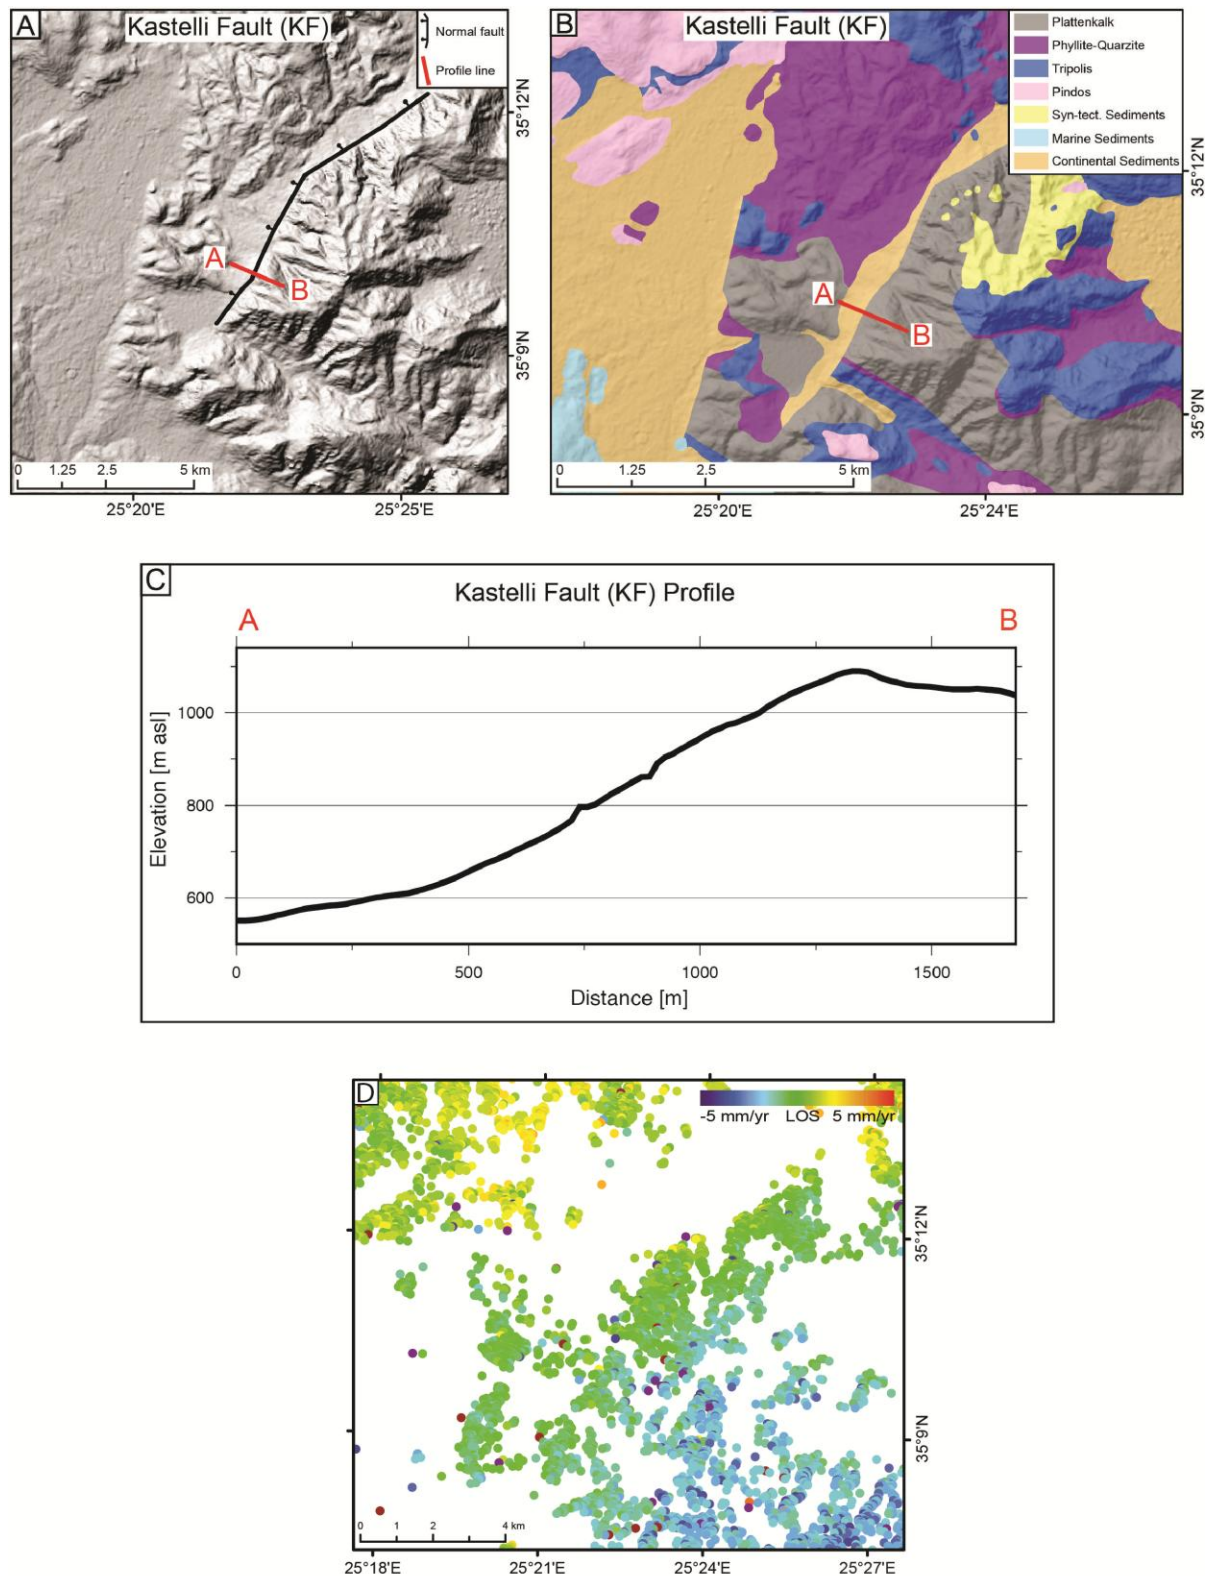 A
Kastelli Fault (KF)
Normal fault
Profile line
A
B
35°12'N
35°9'N
0 1.25 2.5 5 km
25°20'E 25°25'E
B
Kastelli Fault (KF)
Plattenkalk
Phyllite-Quarzite
Tripolis
Pindos
Syn-tect. Sediments
Marine Sediments
Continental Sediments
A
B
35°12'N
35°9'N
0 1.25 2.5 5 km
25°20'E 25°24'E
C
Kastelli Fault (KF) Profile
A B
Elevation [m asl]
1000
800
600
0 500 1000 1500
Distance [m]
D
-5 mm/yr LOS 5 mm/yr
35°12'N
35°9'N
0 1 2 4 km
25°18'E 25°21'E 25°24'E 25°27'E